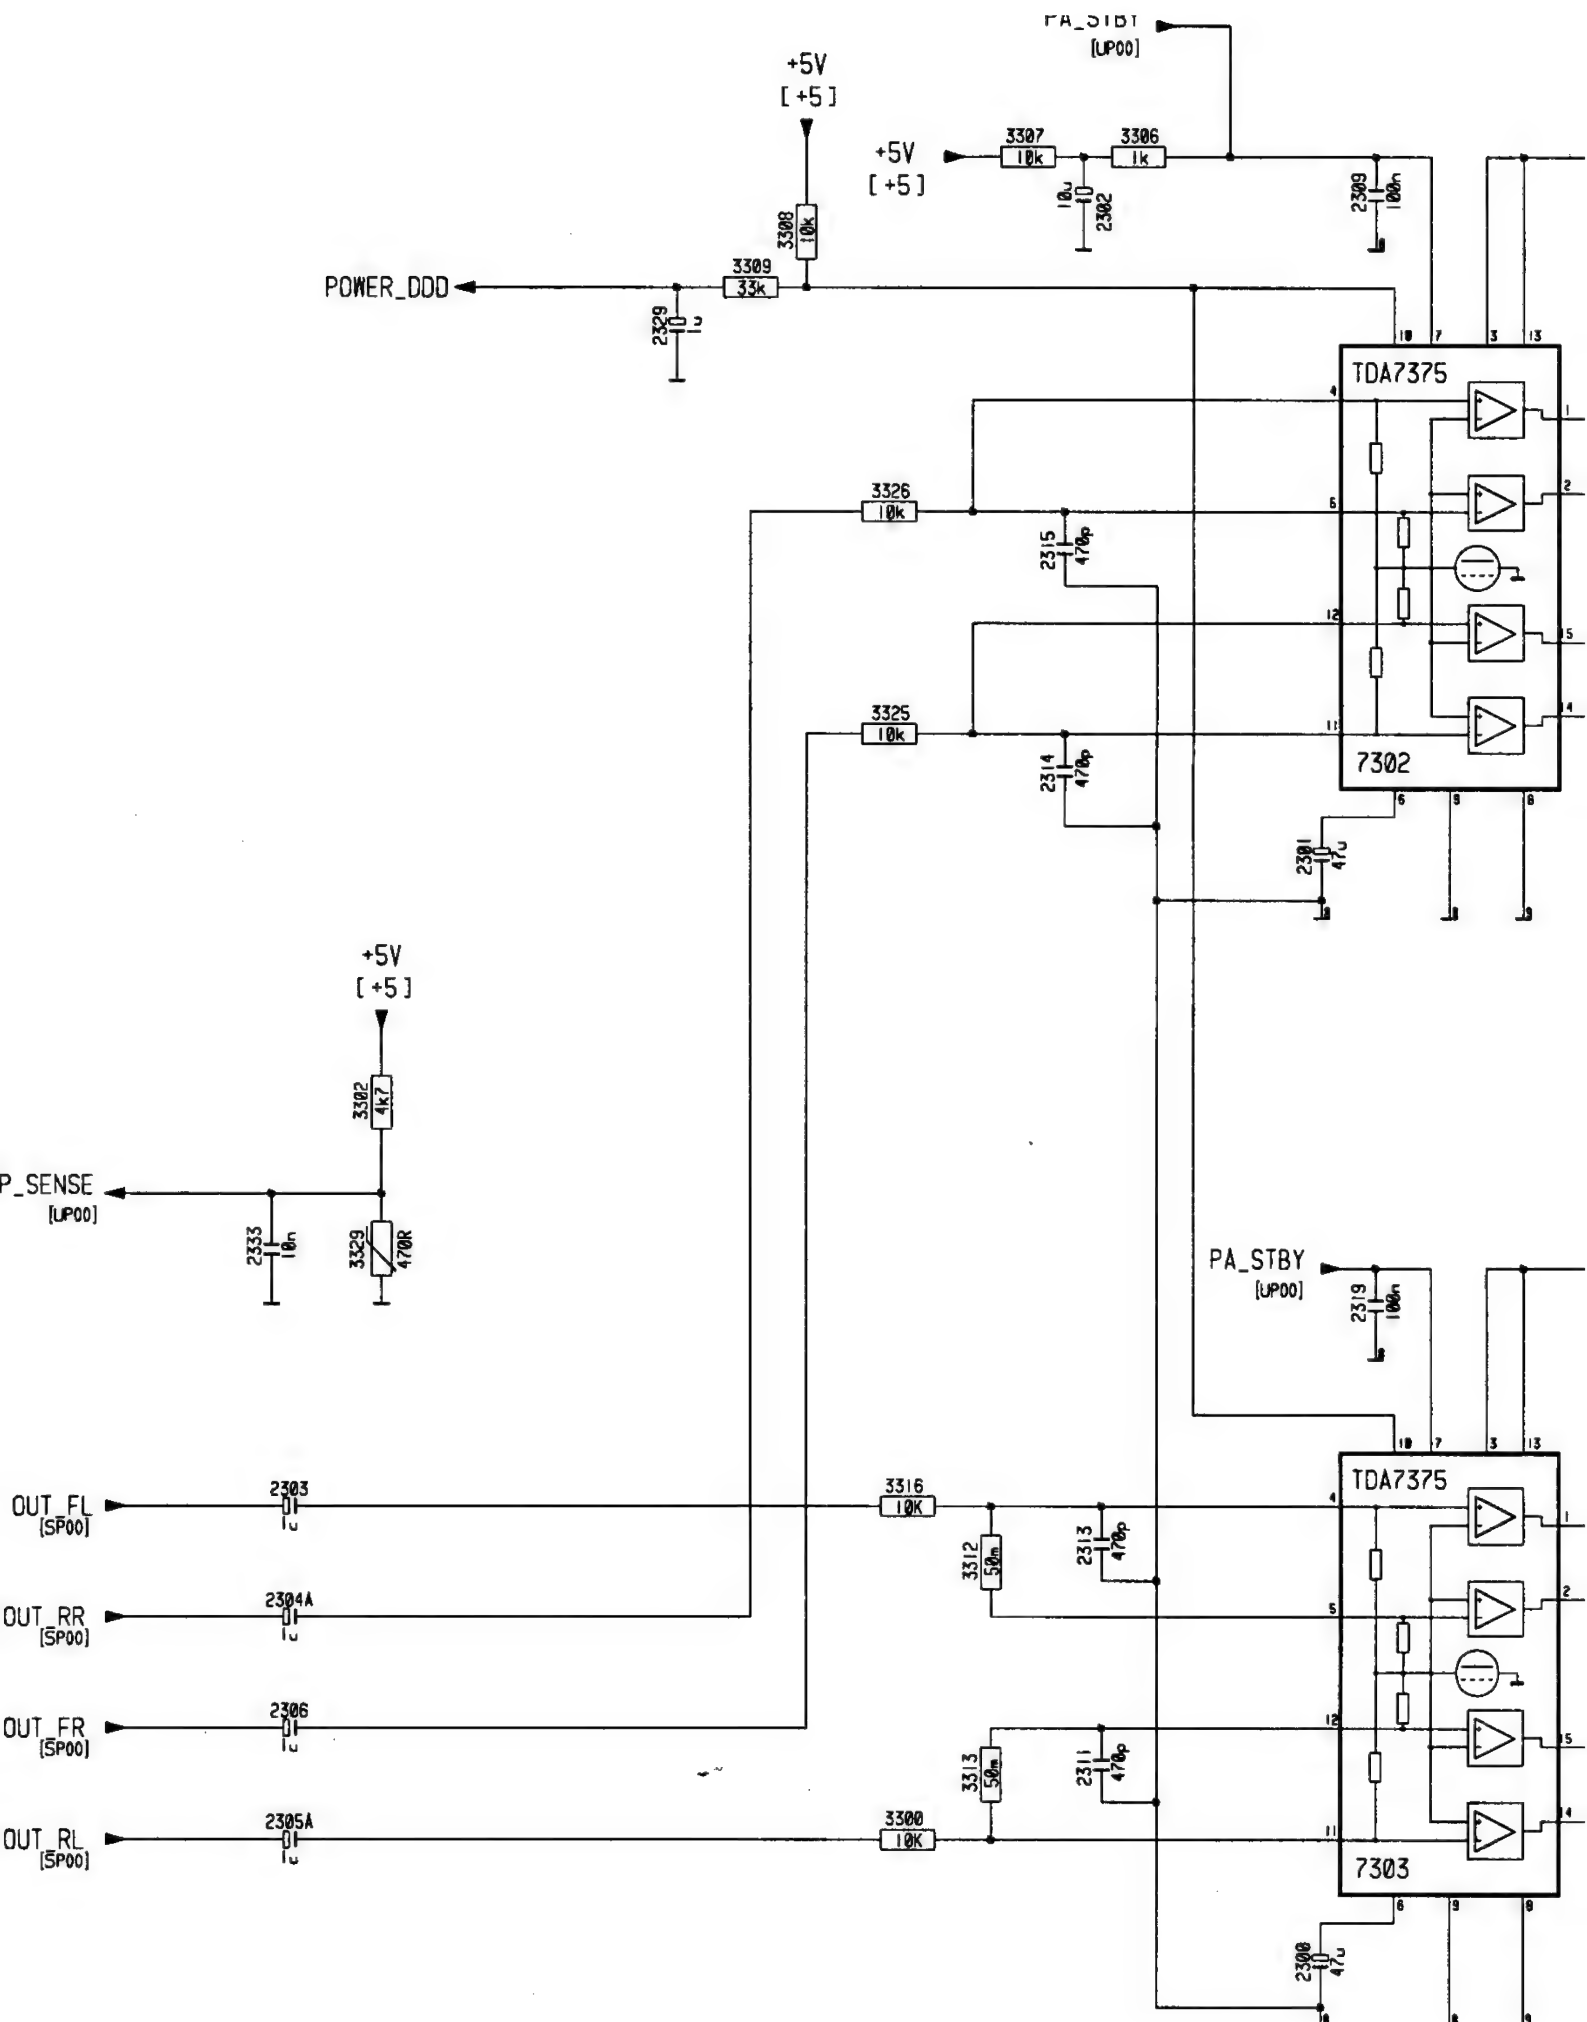 [UP00]
+5V
[+5]
3307
10k
3306
1k
+5V
[+5]
10u
2302
2309
100n
3308
10k
3309
33k
POWER_DDD
2329
10
7
3
13
TDA7375
4
1
3326
10k
5
2
2315
470p
12
15
3325
10k
11
14
2314
470p
7302
6
9
8
2301
47u
+5V
[+5]
3302
4k7
P_SENSE
[UP00]
2333
10n
3329
470R
PA_STBY
[UP00]
2319
100n
10
7
3
13
TDA7375
OUT_FL
[SP00]
2303
1u
3316
10K
4
1
3312
50m
2313
470p
OUT_RR
[SP00]
2304A
1u
5
2
OUT_FR
[SP00]
2306
1u
12
15
3313
50m
2311
470p
OUT_RL
[SP00]
2305A
1u
3300
10K
11
14
7303
6
9
8
2300
47u